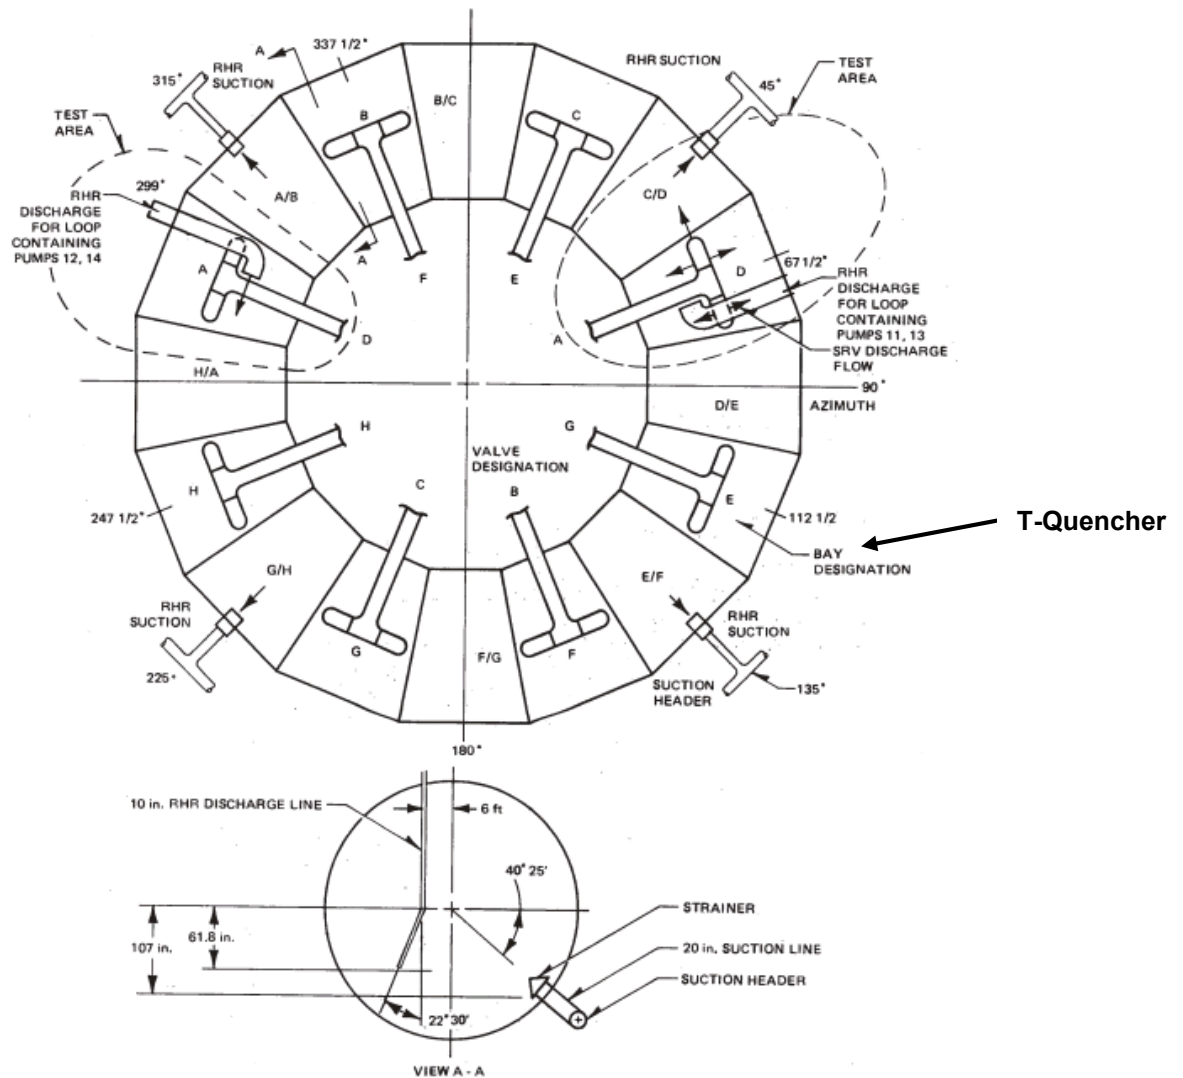 A
337 1/2°
RHR
SUCTION
315°
TEST
AREA
RHR SUCTION
45°
TEST
AREA
B
B/C
C
299°
RHR
DISCHARGE
FOR LOOP
CONTAINING
PUMPS 12, 14
A/B
A
F
E
C/D
A
D
67 1/2°
RHR
DISCHARGE
FOR LOOP
CONTAINING
PUMPS 11, 13
SRV DISCHARGE
FLOW
D
A
H/A
90°
AZIMUTH
D/E
H
G
VALVE
DESIGNATION
H
C
B
E
247 1/2°
112 1/2
T-Quencher
BAY
DESIGNATION
G/H
E/F
RHR
SUCTION
225°
G
F/G
F
RHR
SUCTION
SUCTION
HEADER
135°
180°
10 in. RHR DISCHARGE LINE
6 ft
40° 25'
STRAINER
107 in.
61.8 in.
20 in. SUCTION LINE
SUCTION HEADER
22° 30'
VIEW A - A